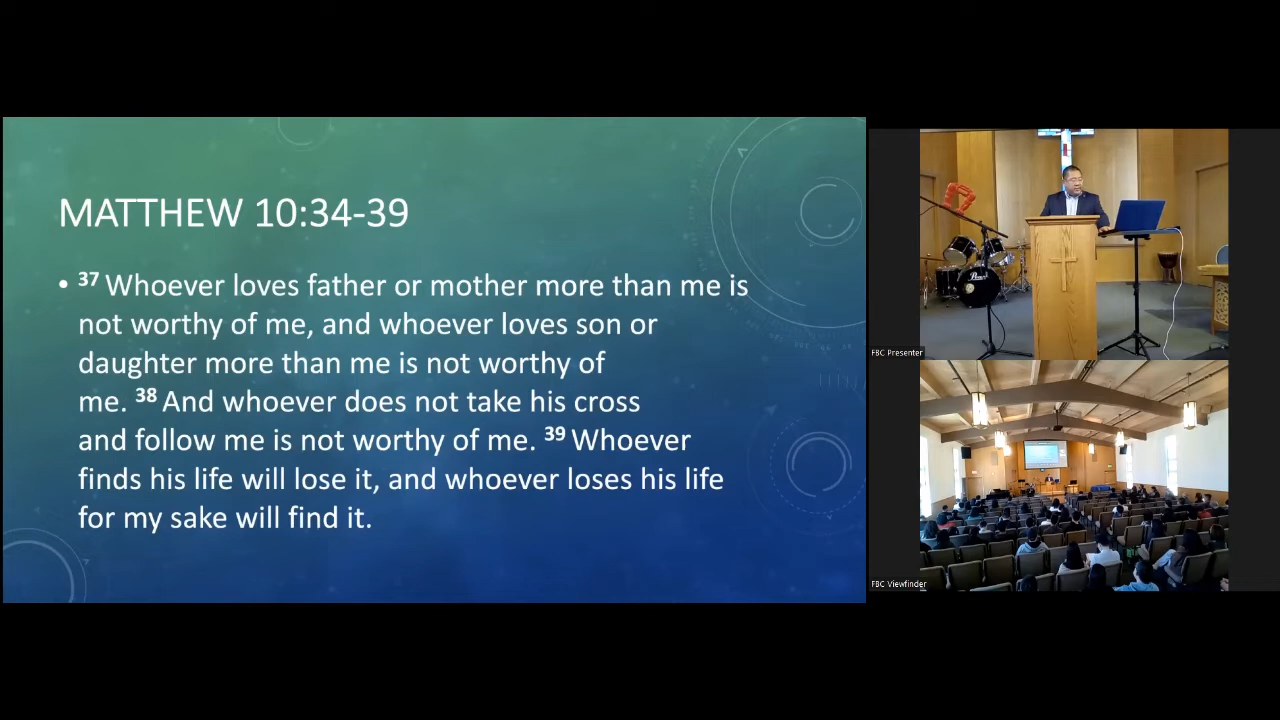 MATTHEW 10:34-39
• 37 Whoever loves father or mother more than me is
not worthy of me, and whoever loves son or
daughter more than me is not worthy of
me. 38 And whoever does not take his cross
and follow me is not worthy of me. 39 Whoever
finds his life will lose it, and whoever loses his life
for my sake will find it.
Pearl
FBC Presenter
FBC Viewfinder